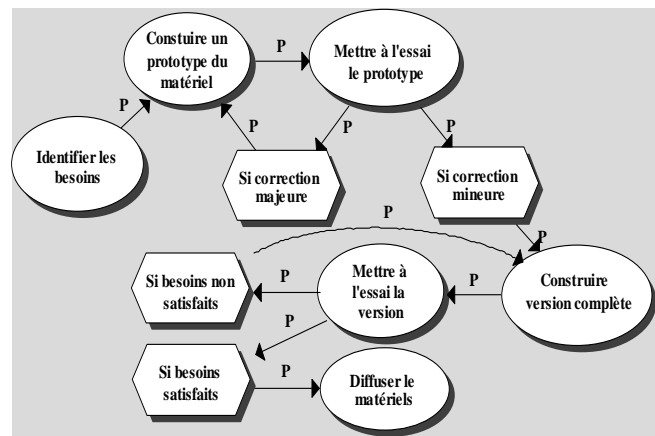 Constuire un
prototype du
matériel
P
Mettre à l'essai
le prototype
P
P
P
P
Identifier les
besoins
Si correction
majeure
Si correction
mineure
P
P
Si besoins non
satisfaits
P
Mettre à
l'essai la
version
P
Construire
version complète
P
Si besoins
satisfaits
P
Diffuser le
matériels